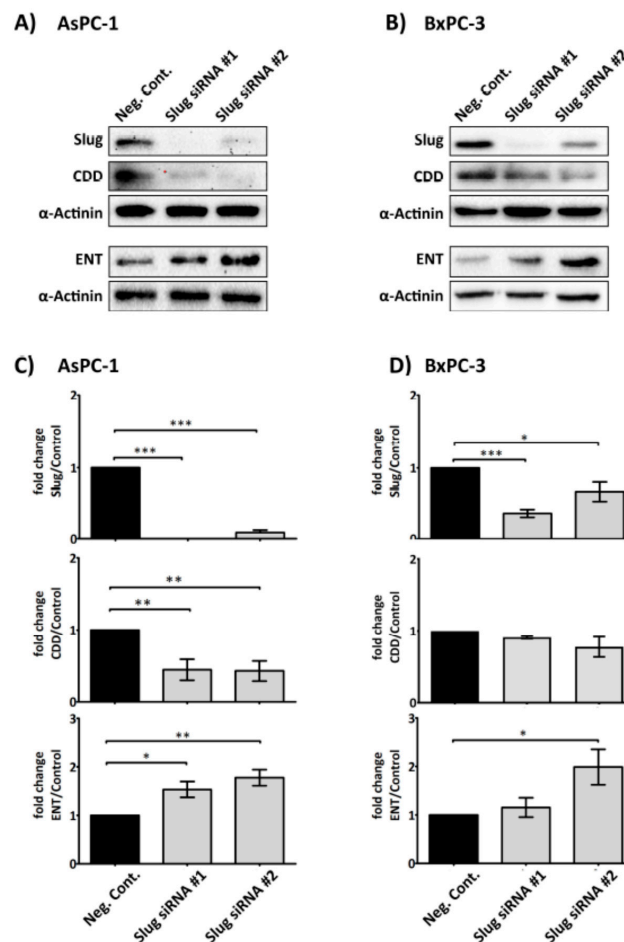 A) AsPC-1
Neg. Cont.
Slug siRNA #1
Slug siRNA #2
Slug
CDD
α-Actinin
ENT
α-Actinin
B) BxPC-3
Neg. Cont.
Slug siRNA #1
Slug siRNA #2
Slug
CDD
α-Actinin
ENT
α-Actinin
C) AsPC-1
fold change
Slug/Control
2
1
0
***
***
fold change
CDD/Control
2
1
0
**
**
fold change
ENT/Control
3
2
1
0
**
*
Neg. Cont.
Slug siRNA #1
Slug siRNA #2
D) BxPC-3
fold change
Slug/Control
2
1
0
*
***
fold change
CDD/Control
2
1
0
fold change
ENT/Control
3
2
1
0
*
Neg. Cont.
Slug siRNA #1
Slug siRNA #2